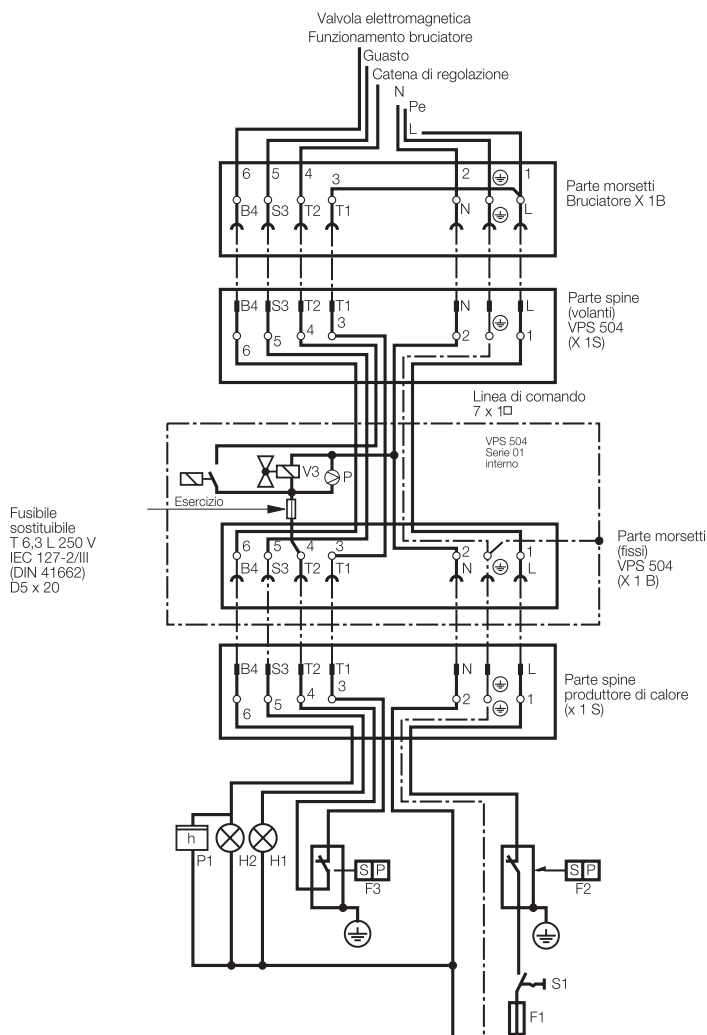 Valvola elettromagnetica
Funzionamento bruciatore
Guasto
Catena di regolazione
N
Pe
L
6 5 4 3 2 1
B4 S3 T2 T1 N L
Parte morsetti
Bruciatore X 1B
B4 S3 T2 T1 N L
6 5 4 3 2 1
Parte spine
(volanti)
VPS 504
(X 1S)
Linea di comando
7 x 1□
VPS 504
Serie 01
interno
V3
P
Esercizio
Fusibile
sostituibile
T 6,3 L 250 V
IEC 127-2/III
(DIN 41662)
D5 x 20
6 5 4 3 2 1
B4 S3 T2 T1 N L
Parte morsetti
(fissi)
VPS 504
(X 1 B)
B4 S3 T2 T1 N L
6 5 4 3 2 1
Parte spine
produttore di calore
(x 1 S)
h
P1
H2
H1
S P
F3
S P
F2
S1
F1